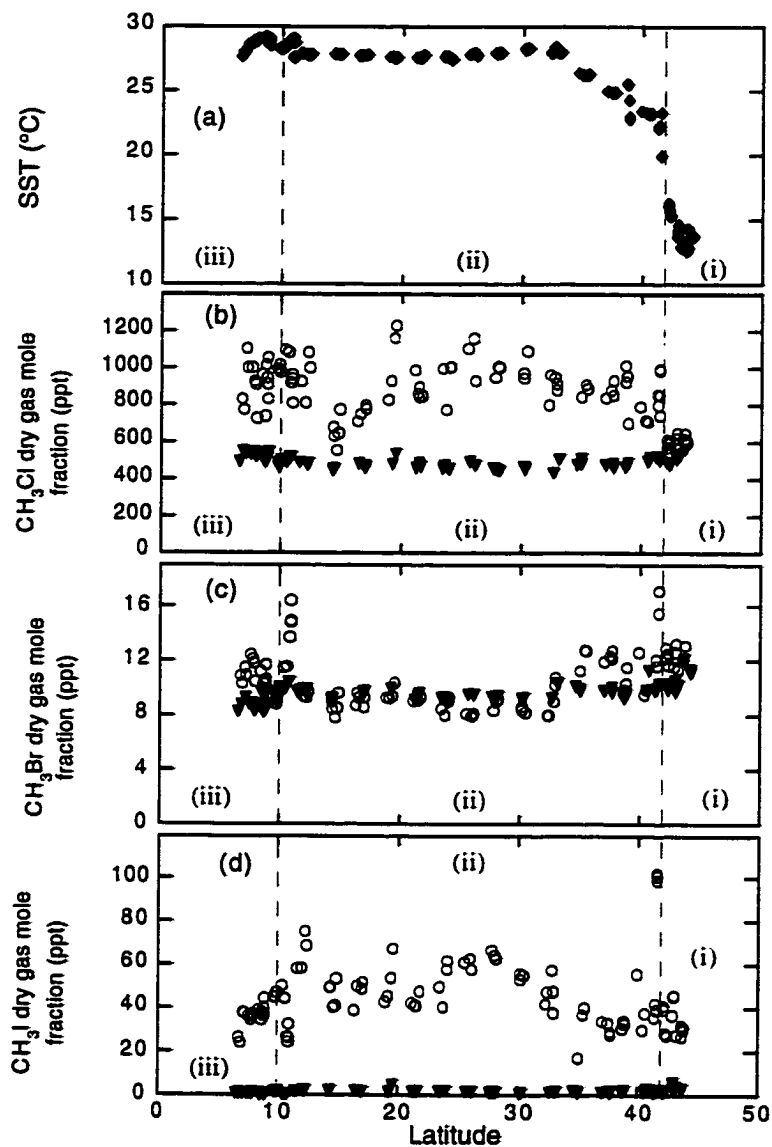 30
25
20
15
10
SST (°C)
(a)
(iii)
(ii)
(i)
1200
1000
800
600
400
200
0
CH₃Cl dry gas mole
fraction (ppt)
(b)
(iii)
(ii)
(i)
16
12
8
4
0
CH₃Br dry gas mole
fraction (ppt)
(c)
(iii)
(ii)
(i)
100
80
60
40
20
0
CH₃I dry gas mole
fraction (ppt)
(d)
(ii)
(i)
(iii)
0 10 20 30 40 50
Latitude